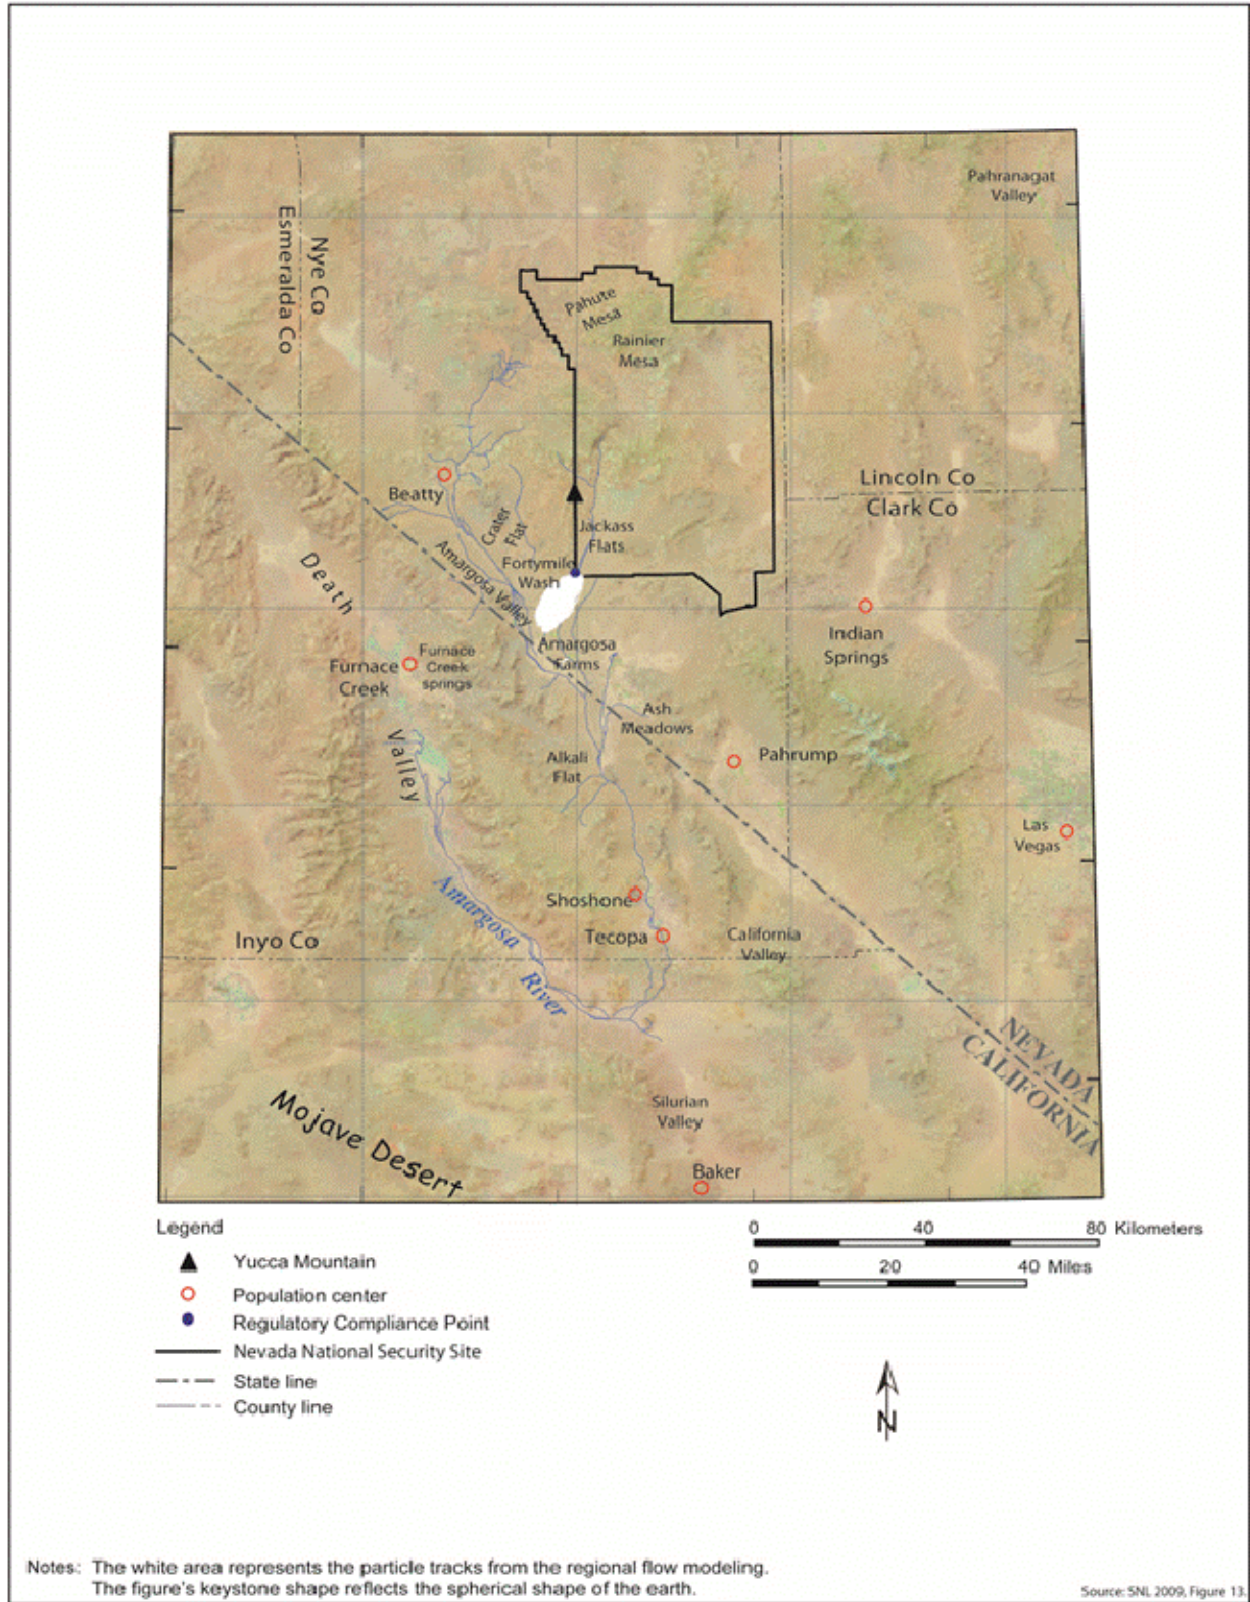 Pahranagat
Valley
Nye Co
Esmeralda Co
Pahute
Mesa
Rainier
Mesa
Lincoln Co
Clark Co
Beatty
Crater
Flat
Jackass
Flats
Amargosa Valley
Fortymile
Wash
Death
Valley
Indian
Springs
Amargosa
Farms
Furnace
Creek
Furnace
Creek
springs
Ash
Meadows
Alkali
Flat
Pahrump
Las
Vegas
Shoshone
Tecopa
California
Valley
Amargosa
River
Inyo Co
NEVADA
CALIFORNIA
Mojave Desert
Silurian
Valley
Baker
Legend
Yucca Mountain
Population center
Regulatory Compliance Point
Nevada National Security Site
State line
County line
0 40 80 Kilometers
0 20 40 Miles
N
Notes: The white area represents the particle tracks from the regional flow modeling.
The figure's keystone shape reflects the spherical shape of the earth.
Source: SNL 2009, Figure 13.